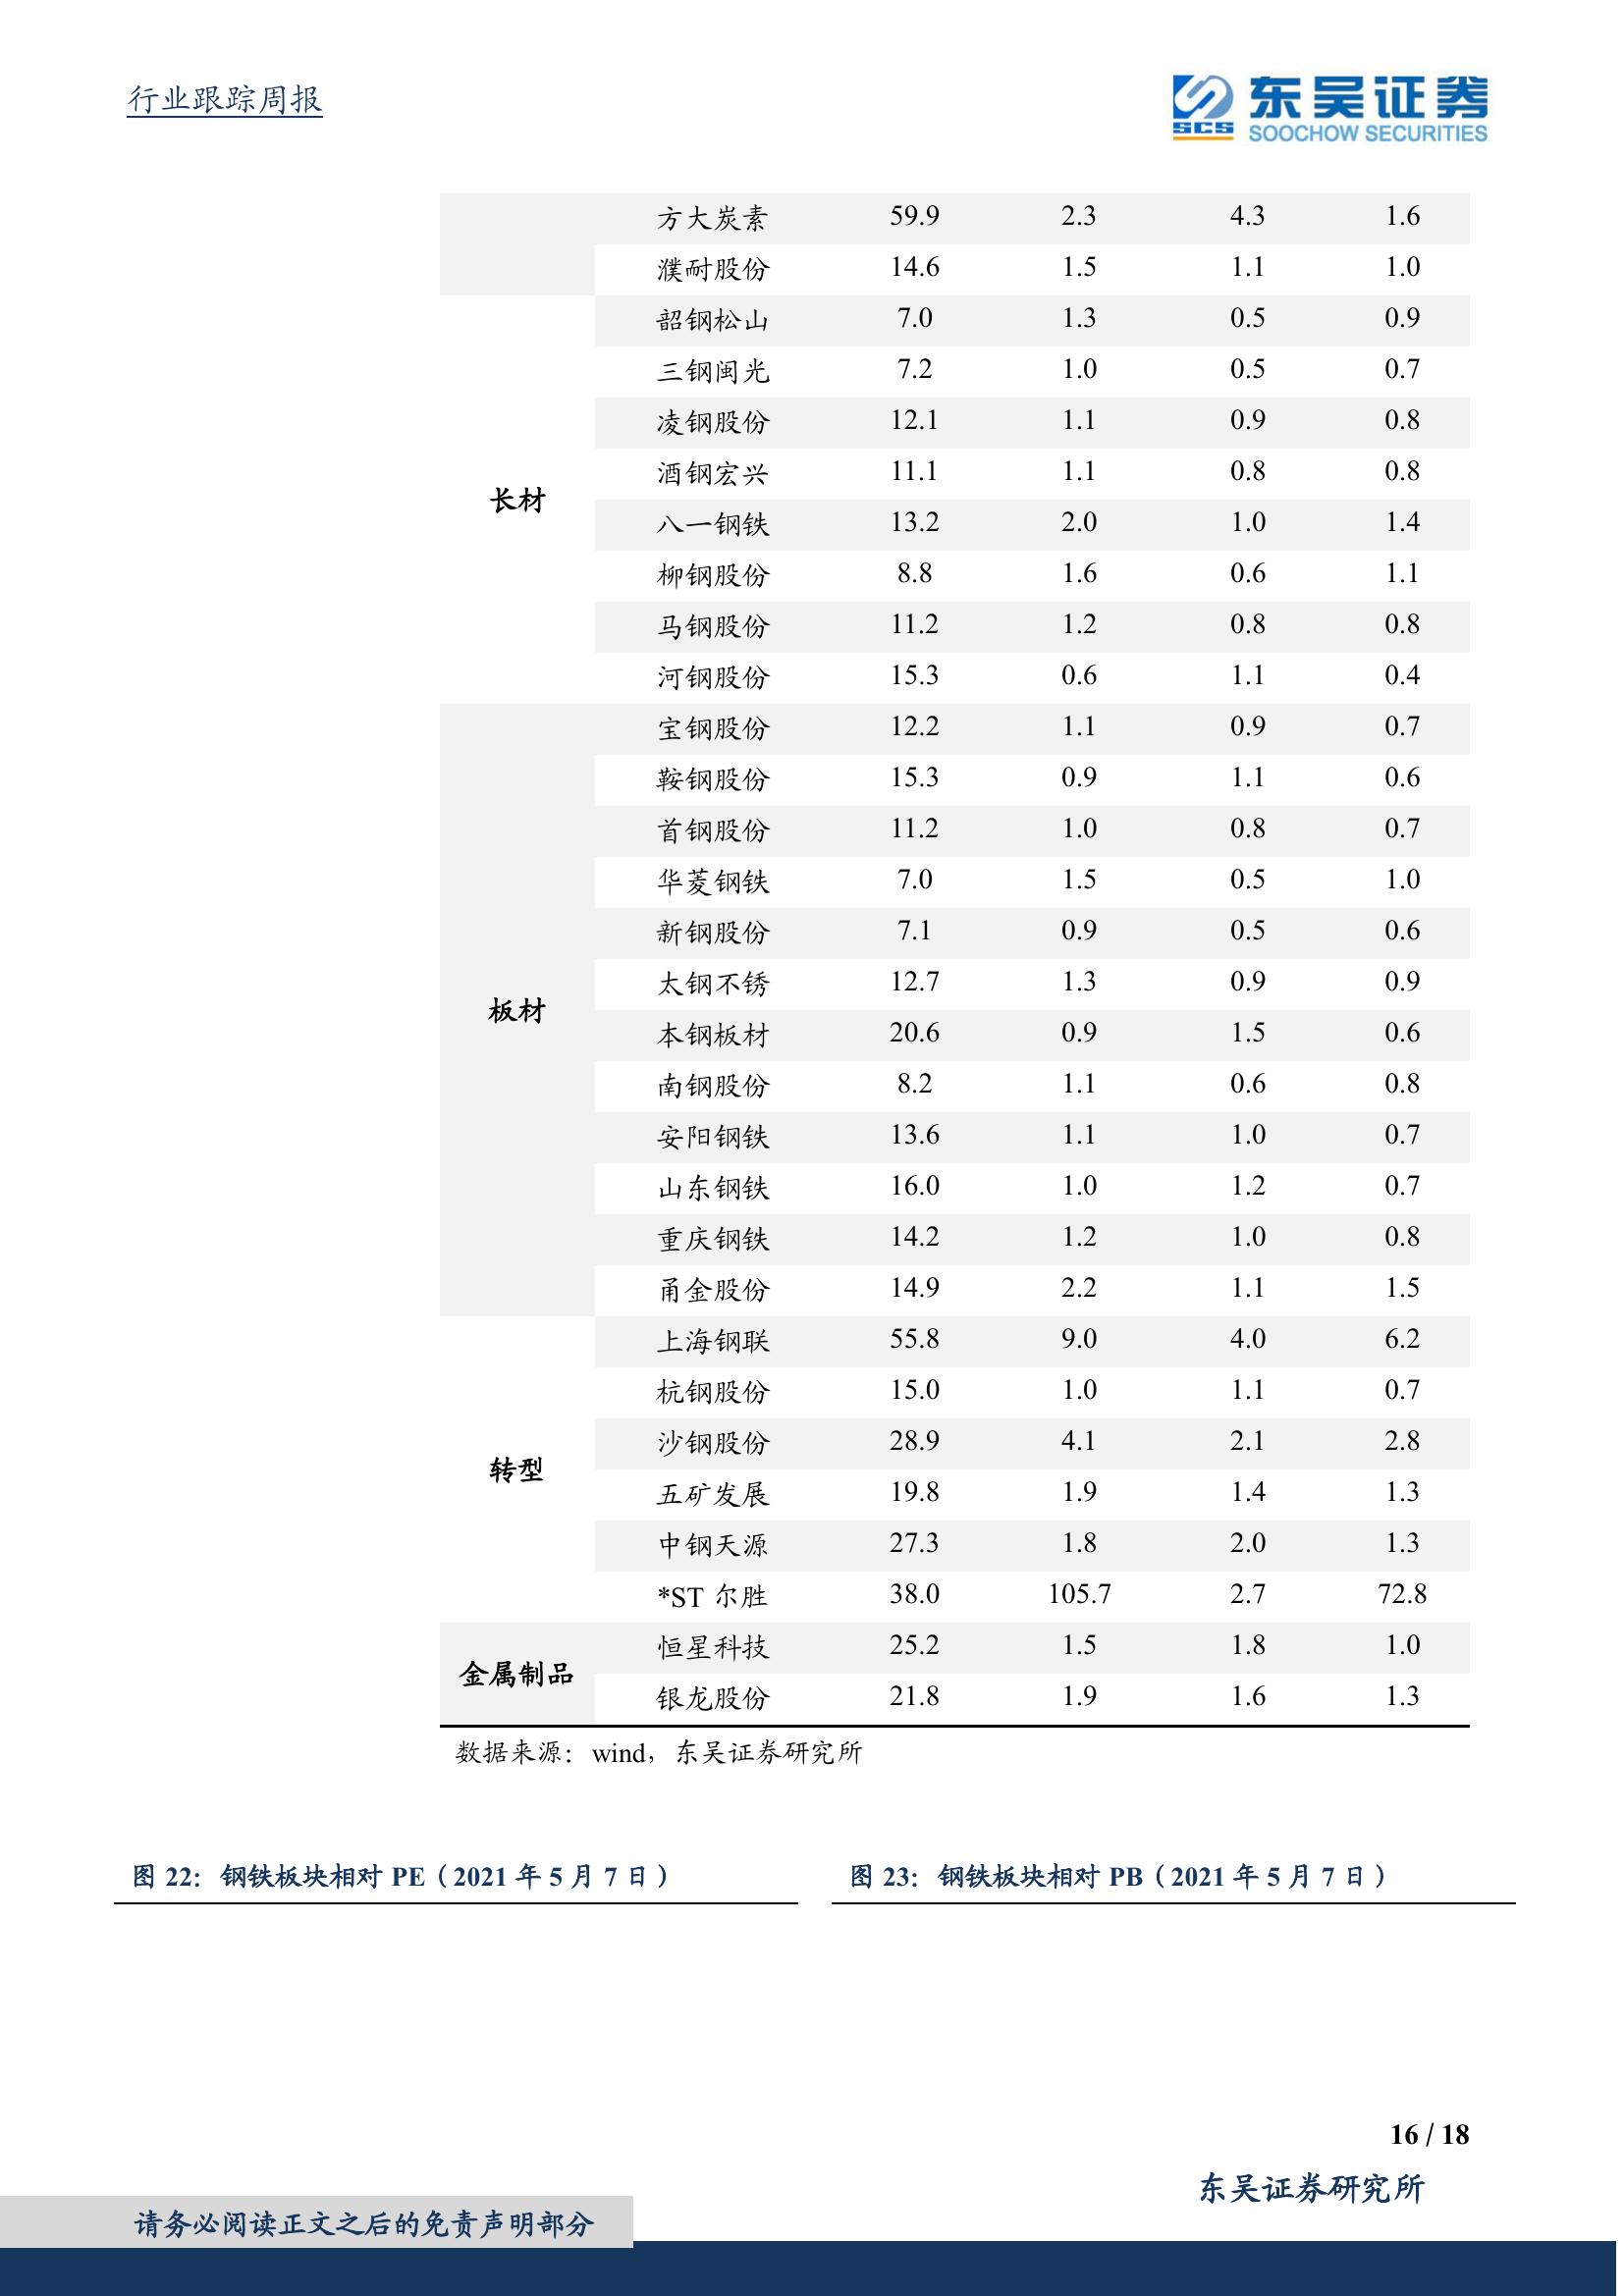 行业跟踪周报
SCS 东吴证券
SOOCHOW SECURITIES
方大炭素 59.9 2.3 4.3 1.6
濮耐股份 14.6 1.5 1.1 1.0
长材
韶钢松山 7.0 1.3 0.5 0.9
三钢闽光 7.2 1.0 0.5 0.7
凌钢股份 12.1 1.1 0.9 0.8
酒钢宏兴 11.1 1.1 0.8 0.8
八一钢铁 13.2 2.0 1.0 1.4
柳钢股份 8.8 1.6 0.6 1.1
马钢股份 11.2 1.2 0.8 0.8
河钢股份 15.3 0.6 1.1 0.4
板材
宝钢股份 12.2 1.1 0.9 0.7
鞍钢股份 15.3 0.9 1.1 0.6
首钢股份 11.2 1.0 0.8 0.7
华菱钢铁 7.0 1.5 0.5 1.0
新钢股份 7.1 0.9 0.5 0.6
太钢不锈 12.7 1.3 0.9 0.9
本钢板材 20.6 0.9 1.5 0.6
南钢股份 8.2 1.1 0.6 0.8
安阳钢铁 13.6 1.1 1.0 0.7
山东钢铁 16.0 1.0 1.2 0.7
重庆钢铁 14.2 1.2 1.0 0.8
甬金股份 14.9 2.2 1.1 1.5
转型
上海钢联 55.8 9.0 4.0 6.2
杭钢股份 15.0 1.0 1.1 0.7
沙钢股份 28.9 4.1 2.1 2.8
五矿发展 19.8 1.9 1.4 1.3
中钢天源 27.3 1.8 2.0 1.3
*ST 尔胜 38.0 105.7 2.7 72.8
金属制品
恒星科技 25.2 1.5 1.8 1.0
银龙股份 21.8 1.9 1.6 1.3
数据来源：wind，东吴证券研究所
图 22：钢铁板块相对 PE（2021 年 5 月 7 日）
图 23：钢铁板块相对 PB（2021 年 5 月 7 日）
16 / 18
东吴证券研究所
请务必阅读正文之后的免责声明部分